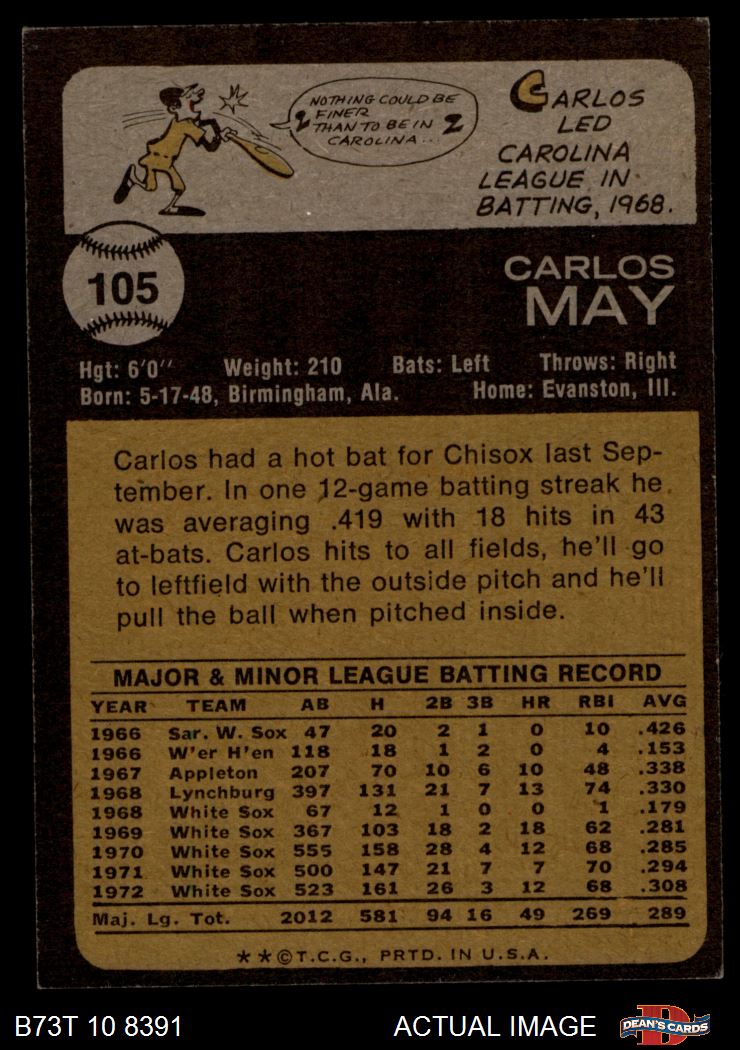 NOTHING COULD BE
FINER
THAN TO BE IN
CAROLINA...
CARLOS
LED
CAROLINA
LEAGUE IN
BATTING, 1968.
105
CARLOS
MAY
Hgt: 6'0" Weight: 210 Bats: Left Throws: Right
Born: 5-17-48, Birmingham, Ala. Home: Evanston, Ill.
Carlos had a hot bat for Chisox last Sep-
tember. In one 12-game batting streak he
was averaging .419 with 18 hits in 43
at-bats. Carlos hits to all fields, he'll go
to leftfield with the outside pitch and he'll
pull the ball when pitched inside.
MAJOR & MINOR LEAGUE BATTING RECORD
YEAR TEAM AB H 2B 3B HR RBI AVG
1966 Sar. W. Sox 47 20 2 1 0 10 .426
1966 W'er H'en 118 18 1 2 0 4 .153
1967 Appleton 207 70 10 6 10 48 .338
1968 Lynchburg 397 131 21 7 13 74 .330
1968 White Sox 67 12 1 0 0 1 .179
1969 White Sox 367 103 18 2 18 62 .281
1970 White Sox 555 158 28 4 12 68 .285
1971 White Sox 500 147 21 7 7 70 .294
1972 White Sox 523 161 26 3 12 68 .308
Maj. Lg. Tot. 2012 581 94 16 49 269 289
**©T.C.G., PRTD. IN U.S.A.
B73T 10 8391 ACTUAL IMAGE D DEAN'S CARDS